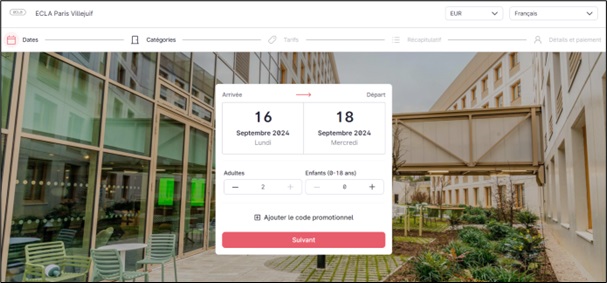 ECLA
ECLA Paris Villejuif
EUR
Français
Dates
Catégories
Tarifs
Récapitulatif
Détails et paiement
Arrivée
Départ
16
18
Septembre 2024
Septembre 2024
Lundi
Mercredi
Adultes
Enfants (0-18 ans)
— 2 +
— 0 +
Ajouter le code promotionnel
Suivant